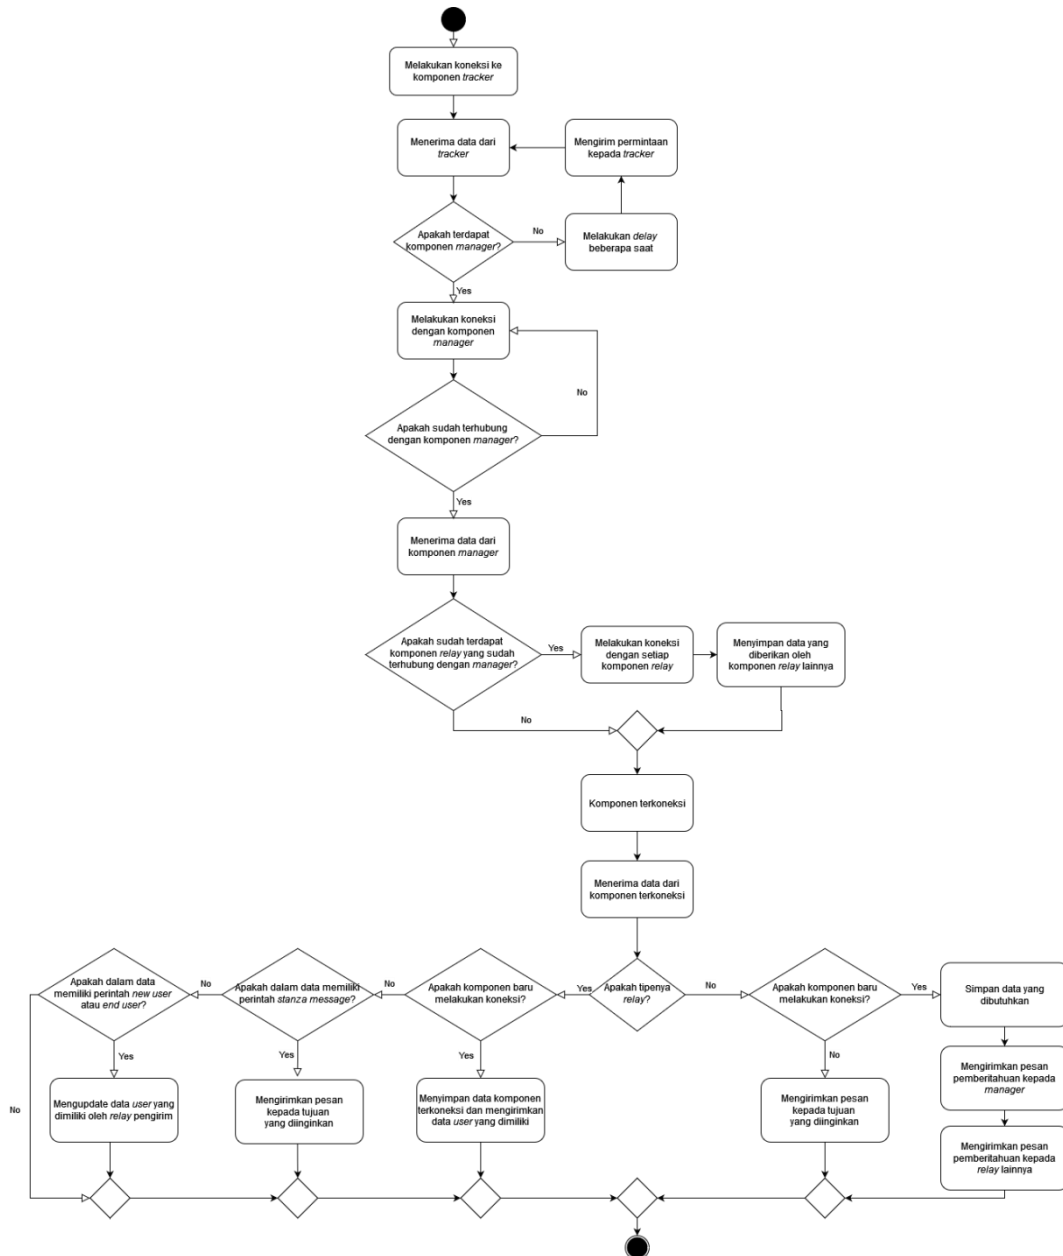 Melakukan koneksi ke
komponen tracker
Menerima data dari
tracker
Mengirim permintaan
kepada tracker
Apakah terdapat
komponen manager?
No
Melakukan delay
beberapa saat
Yes
Melakukan koneksi
dengan komponen
manager
No
Apakah sudah terhubung
dengan komponen manager?
Yes
Menerima data dari
komponen manager
Apakah sudah terdapat
komponen relay yang sudah
terhubung dengan manager?
Yes
Melakukan koneksi
dengan setiap
komponen relay
Menyimpan data yang
diberikan oleh
komponen relay lainnya
No
Komponen terkoneksi
Menerima data dari
komponen terkoneksi
Apakah dalam data
memiliki perintah new user
atau end user?
No
Apakah dalam data memiliki
perintah stanza message?
No
Apakah komponen baru
melakukan koneksi?
Yes
Apakah tipenya
relay?
No
Apakah komponen baru
melakukan koneksi?
Yes
Simpan data yang
dibutuhkan
Yes
Yes
Yes
No
Mengirimkan pesan
pemberitahuan kepada
manager
No
Mengupdate data user yang
dimiliki oleh relay pengirim
Mengirimkan pesan
kepada tujuan
yang diinginkan
Menyimpan data komponen
terkoneksi dan mengirimkan
data user yang dimiliki
Mengirimkan pesan
kepada tujuan
yang diinginkan
Mengirimkan pesan
pemberitahuan kepada
relay lainnya